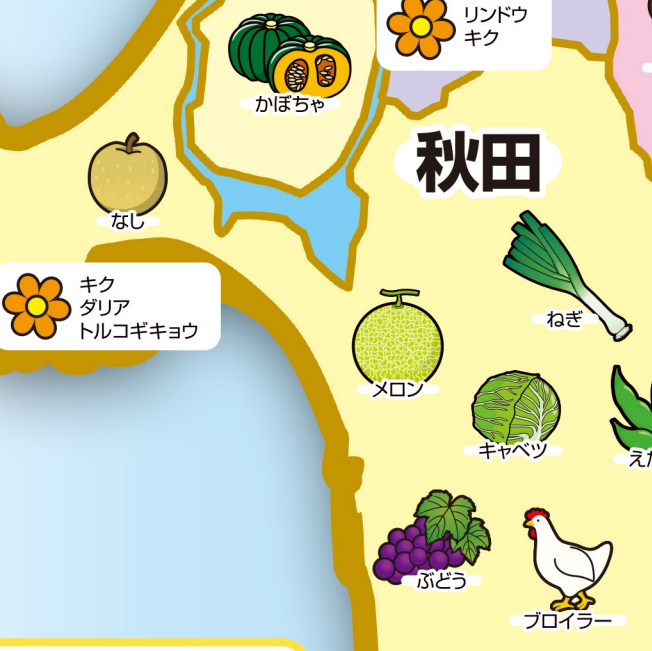 リンドウ
キク
かぼちゃ
秋田
なし
キク
ダリア
トルコギキョウ
ねぎ
メロン
キャベツ
えだ
ぶどう
ブロイラー